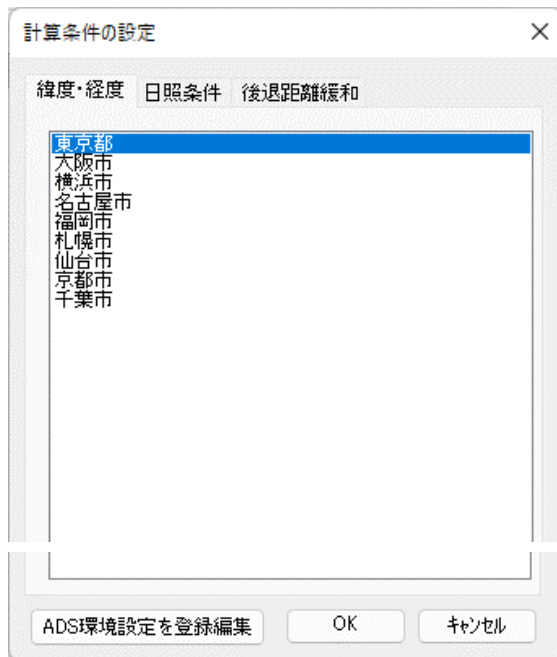 計算条件の設定
緯度・経度 日照条件 後退距離緩和
東京都
大阪市
横浜市
名古屋市
福岡市
札幌市
仙台市
京都市
千葉市
ADS環境設定を登録編集 OK ｷｬﾝｾﾙ